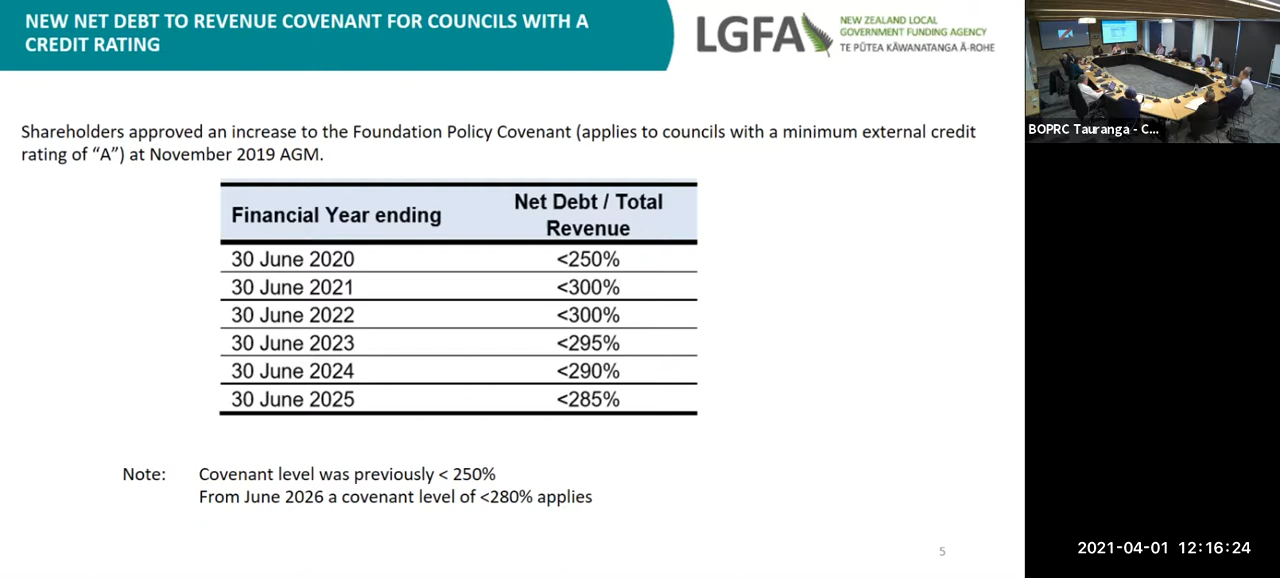 NEW NET DEBT TO REVENUE COVENANT FOR COUNCILS WITH A
CREDIT RATING
LGFA
NEW ZEALAND LOCAL
GOVERNMENT FUNDING AGENCY
TE PŪTEA KĀWANATANGA Ā-ROHE
Shareholders approved an increase to the Foundation Policy Covenant (applies to councils with a minimum external credit
rating of “A”) at November 2019 AGM.
Financial Year ending
Net Debt / Total
Revenue
30 June 2020 <250%
30 June 2021 <300%
30 June 2022 <300%
30 June 2023 <295%
30 June 2024 <290%
30 June 2025 <285%
Note: Covenant level was previously < 250%
From June 2026 a covenant level of <280% applies
5
BOPRC Tauranga - C...
2021-04-01 12:16:24